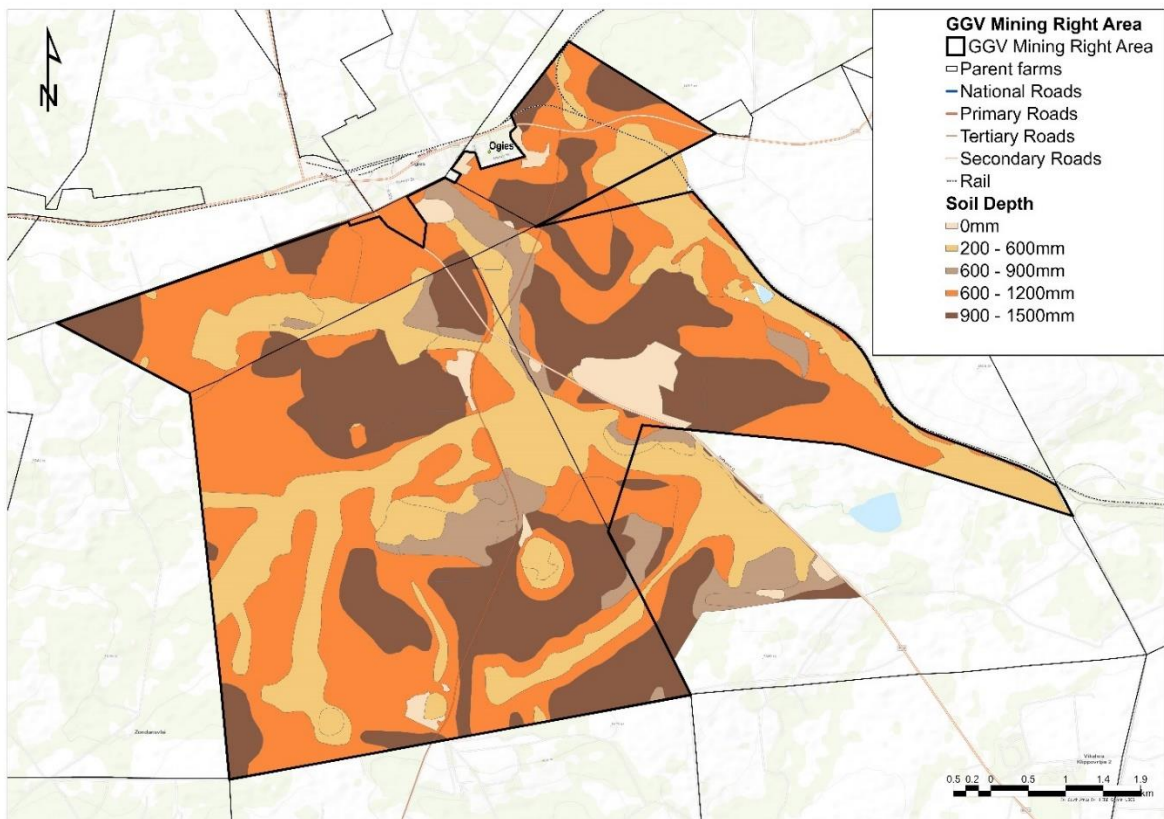 N
GGV Mining Right Area
GGV Mining Right Area
Parent farms
National Roads
Primary Roads
Tertiary Roads
Secondary Roads
Rail
Soil Depth
0mm
200 - 600mm
600 - 900mm
600 - 1200mm
900 - 1500mm
Ogies
0.5 0.2 0 0.5 1 1.4 1.9
km